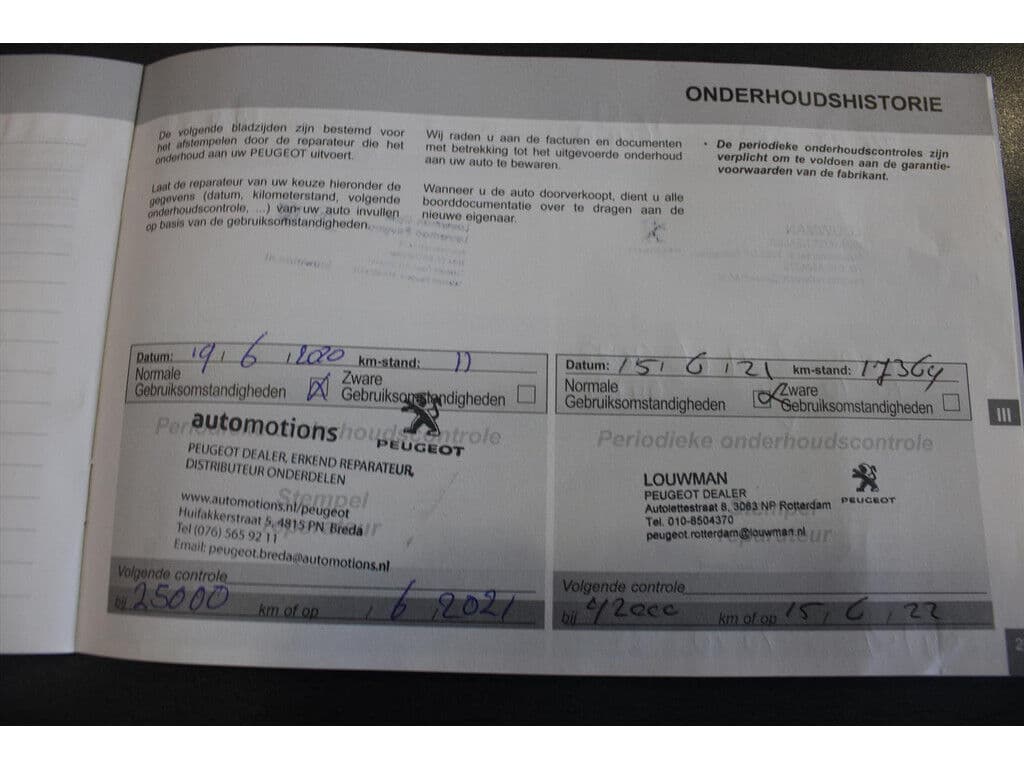 ONDERHOUDSHISTORIE
De volgende bladzijden zijn bestemd voor
het afstempelen door de reparateur die het
onderhoud aan uw PEUGEOT uitvoert.
Laat de reparateur van uw keuze hieronder de
gegevens (datum, kilometerstand, volgende
onderhoudscontrole, ...) van uw auto invullen
op basis van de gebruiksomstandigheden.
Wij raden u aan de facturen en documenten
met betrekking tot het uitgevoerde onderhoud
aan uw auto te bewaren.
Wanneer u de auto doorverkoopt, dient u alle
boorddocumentatie over te dragen aan de
nieuwe eigenaar.
• De periodieke onderhoudscontroles zijn
verplicht om te voldoen aan de garantie-
voorwaarden van de fabrikant.
Datum: 19, 6, 2020 km-stand: 11
Normale
Gebruiksomstandigheden
Zware
Gebruiksomstandigheden
Periodieke onderhoudscontrole
automotions
PEUGEOT
PEUGEOT DEALER, ERKEND REPARATEUR,
DISTRIBUTEUR ONDERDELEN
Stempel
reparateur
www.automotions.nl/peugeot
Huifakkerstraat 5, 4815 PN Breda
Tel (076) 565 92 11
Email: peugeot.breda@automotions.nl
Volgende controle
bij 25000 km of op , 6, 2021
Datum: 15, 6, 21 km-stand: 17364
Normale
Gebruiksomstandigheden
Zware
Gebruiksomstandigheden
Periodieke onderhoudscontrole
LOUWMAN
PEUGEOT DEALER
Autolettestraat 8, 3063 NP Rotterdam
Tel. 010-8504370
peugeot.rotterdam@louwman.nl
PEUGEOT
Stempel
reparateur
Volgende controle
bij 42000 km of op 15, 6, 22
III